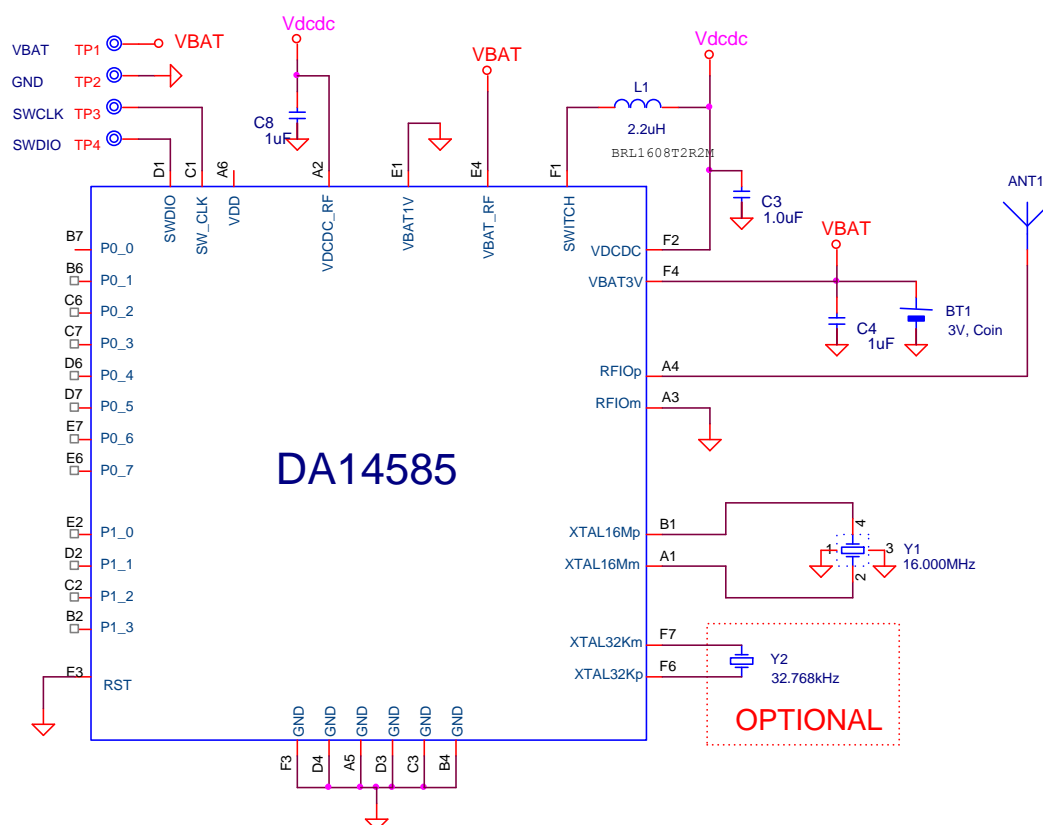 Vdcdc
Vdcdc
VBAT TP1 VBAT
GND TP2
SWCLK TP3
SWDIO TP4
VBAT
C8
1uF
L1
2.2uH
BRL1608T2R2M
D1 C1 A6 A2 E1 E4 F1
SWDIO SW_CLK VDD VDCDC_RF VBAT1V VBAT_RF SWITCH
C3
1.0uF
ANT1
B7 P0_0
B6 P0_1
C6 P0_2
C7 P0_3
D6 P0_4
D7 P0_5
E7 P0_6
E6 P0_7
E2 P1_0
D2 P1_1
C2 P1_2
B2 P1_3
E3 RST
DA14585
VDCDC F2
VBAT3V F4
VBAT
C4
1uF
BT1
3V, Coin
RFIOp A4
RFIOm A3
XTAL16Mp B1
XTAL16Mm A1
4
1 3
2
Y1
16.000MHz
XTAL32Km F7
XTAL32Kp F6
Y2
32.768kHz
OPTIONAL
GND GND GND GND GND GND
F3 D4 A5 D3 C3 B4